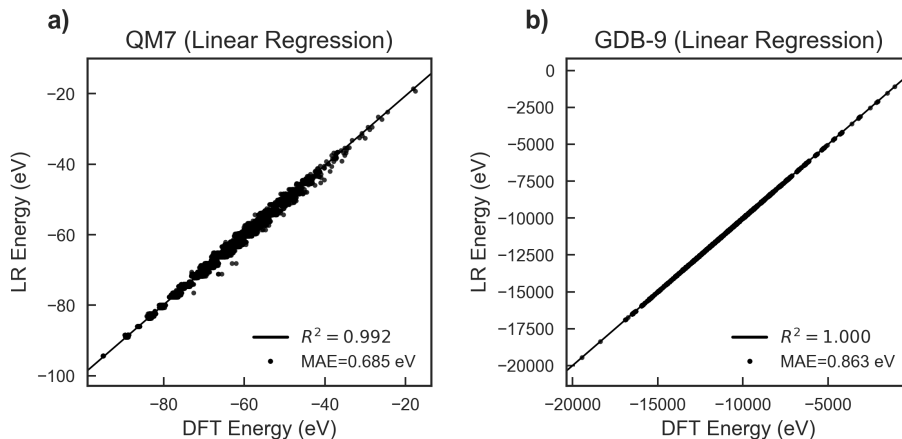 a)
QM7 (Linear Regression)
−20
−40
−60
−80
−100
LR Energy (eV)
R² = 0.992
MAE=0.685 eV
−80 −60 −40 −20
DFT Energy (eV)
b)
GDB-9 (Linear Regression)
0
−2500
−5000
−7500
−10000
−12500
−15000
−17500
−20000
LR Energy (eV)
R² = 1.000
MAE=0.863 eV
−20000 −15000 −10000 −5000
DFT Energy (eV)